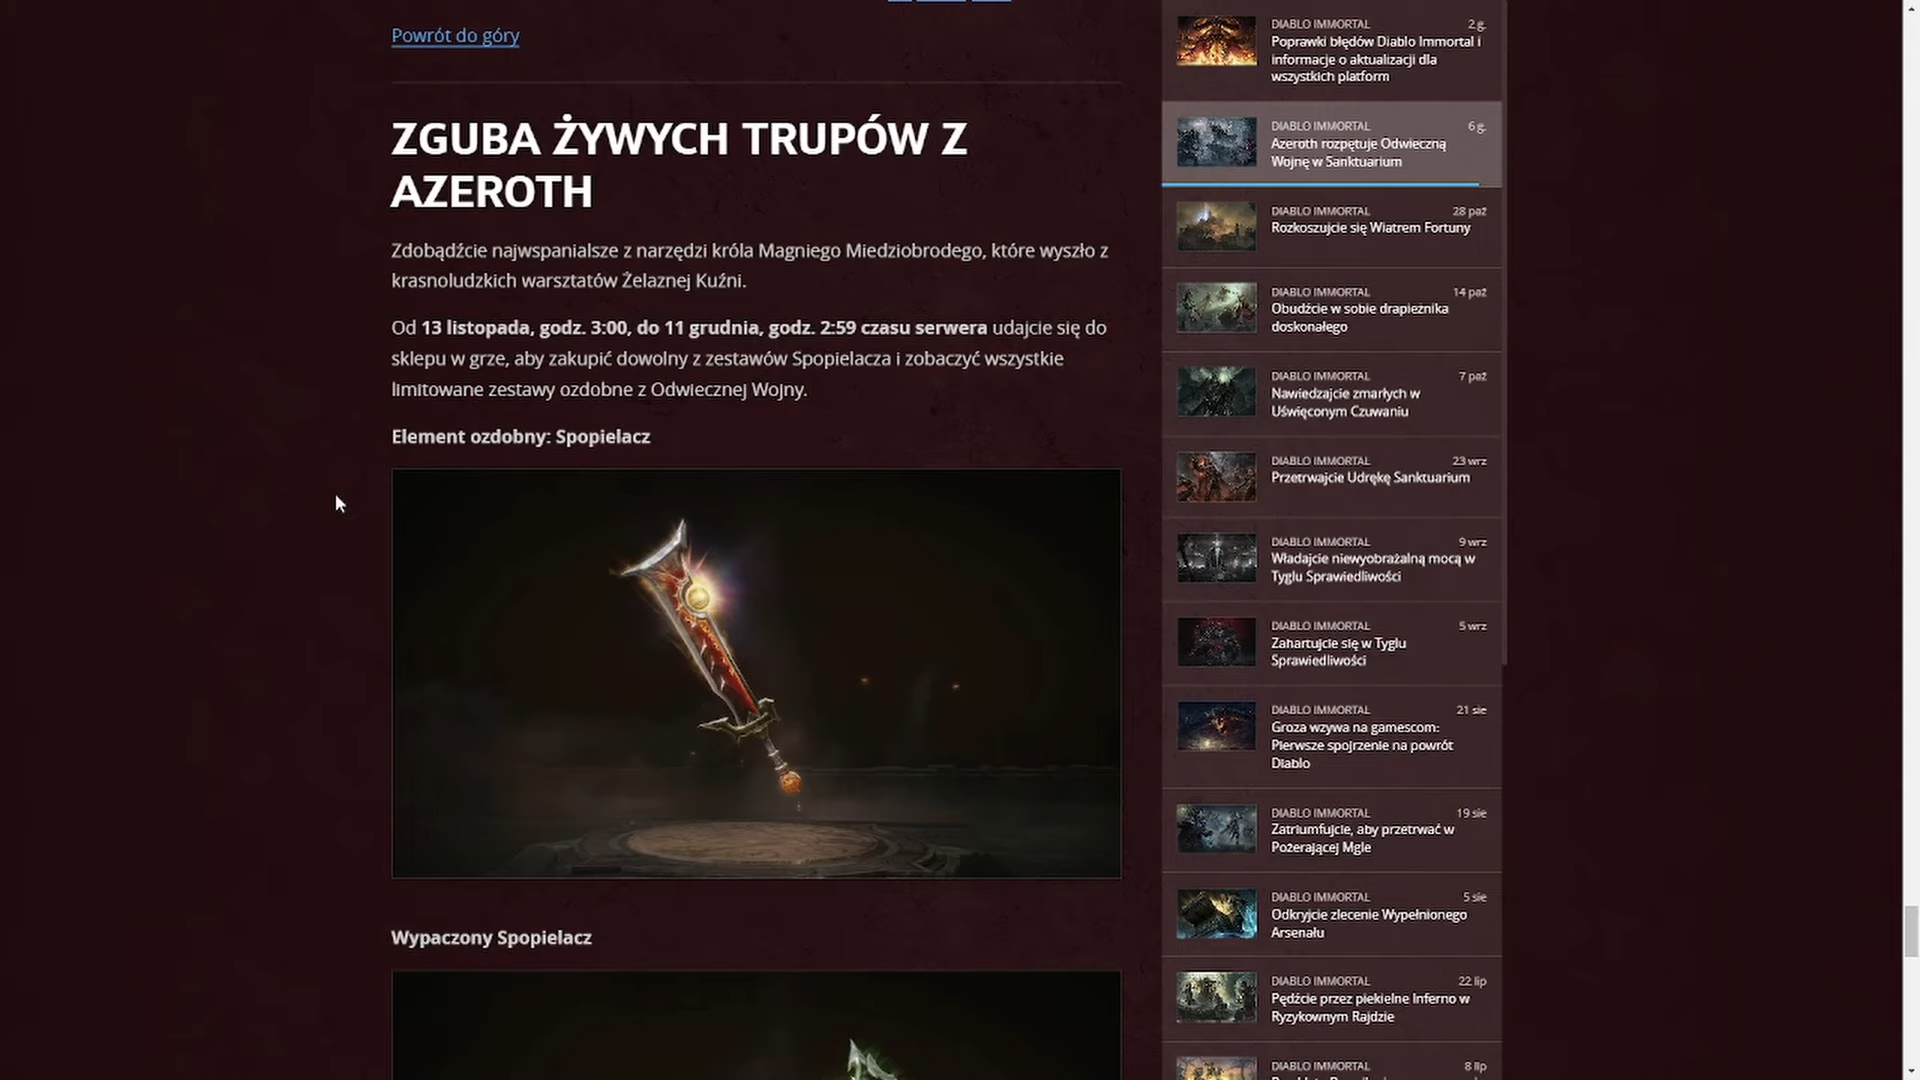 Powrót do góry
ZGUBA ŻYWYCH TRUPÓW Z
AZEROTH
Zdobądźcie najwspanialsze z narzędzi króla Magniego Miedziobrodego, które wyszło z
krasnoludzkich warsztatów Żelaznej Kuźni.
Od 13 listopada, godz. 3:00, do 11 grudnia, godz. 2:59 czasu serwera udajcie się do
sklepu w grze, aby zakupić dowolny z zestawów Spopielacza i zobaczyć wszystkie
limitowane zestawy ozdobne z Odwiecznej Wojny.
Element ozdobny: Spopielacz
Wypaczony Spopielacz
DIABLO IMMORTAL 2 g.
Poprawki błędów Diablo Immortal i
informacje o aktualizacji dla
wszystkich platform
DIABLO IMMORTAL 6 g.
Azeroth rozpętuje Odwieczną
Wojnę w Sanktuarium
DIABLO IMMORTAL 28 paź
Rozkoszujcie się Wiatrem Fortuny
DIABLO IMMORTAL 14 paź
Obudźcie w sobie drapieżnika
doskonałego
DIABLO IMMORTAL 7 paź
Nawiedzajcie zmarłych w
Uświęconym Czuwaniu
DIABLO IMMORTAL 23 wrz
Przetrwajcie Udrękę Sanktuarium
DIABLO IMMORTAL 9 wrz
Władajcie niewyobrażalną mocą w
Tyglu Sprawiedliwości
DIABLO IMMORTAL 5 wrz
Zahartujcie się w Tyglu
Sprawiedliwości
DIABLO IMMORTAL 21 sie
Groza wzywa na gamescom:
Pierwsze spojrzenie na powrót
Diablo
DIABLO IMMORTAL 19 sie
Zatriumfujcie, aby przetrwać w
Pożerającej Mgle
DIABLO IMMORTAL 5 sie
Odkryjcie zlecenie Wypełnionego
Arsenału
DIABLO IMMORTAL 22 lip
Pędźcie przez piekielne Inferno w
Ryzykownym Rajdzie
DIABLO IMMORTAL 8 lip